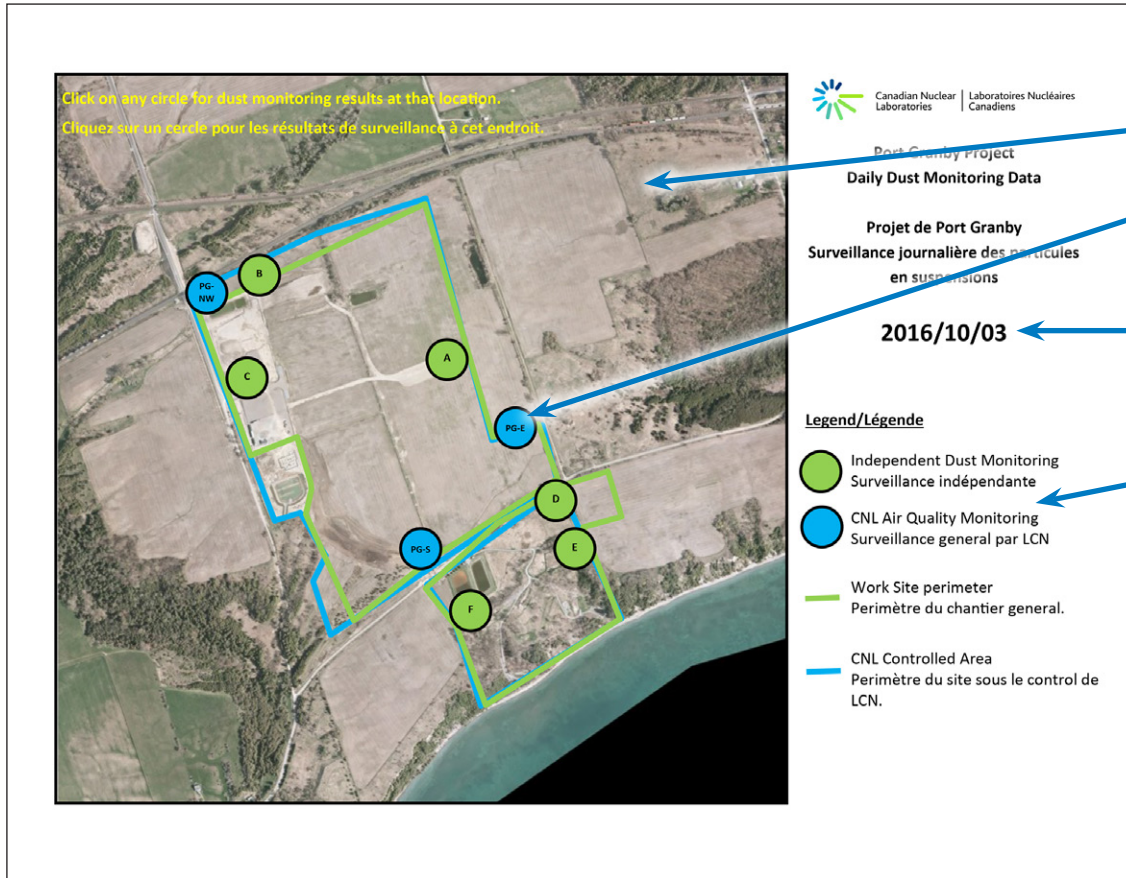 Click on any circle for dust monitoring results at that location.
Cliquez sur un cercle pour les résultats de surveillance à cet endroit.
PG-
NW
B
C
A
PG-E
D
E
PG-S
F
Canadian Nuclear
Laboratories
Laboratoires Nucléaires
Canadiens
Port Granby Project
Daily Dust Monitoring Data
Projet de Port Granby
Surveillance journalière des particules
en suspensions
2016/10/03
Legend/Légende
Independent Dust Monitoring
Surveillance indépendante
CNL Air Quality Monitoring
Surveillance general par LCN
Work Site perimeter
Perimètre du chantier general.
CNL Controlled Area
Perimètre du site sous le control de
LCN.